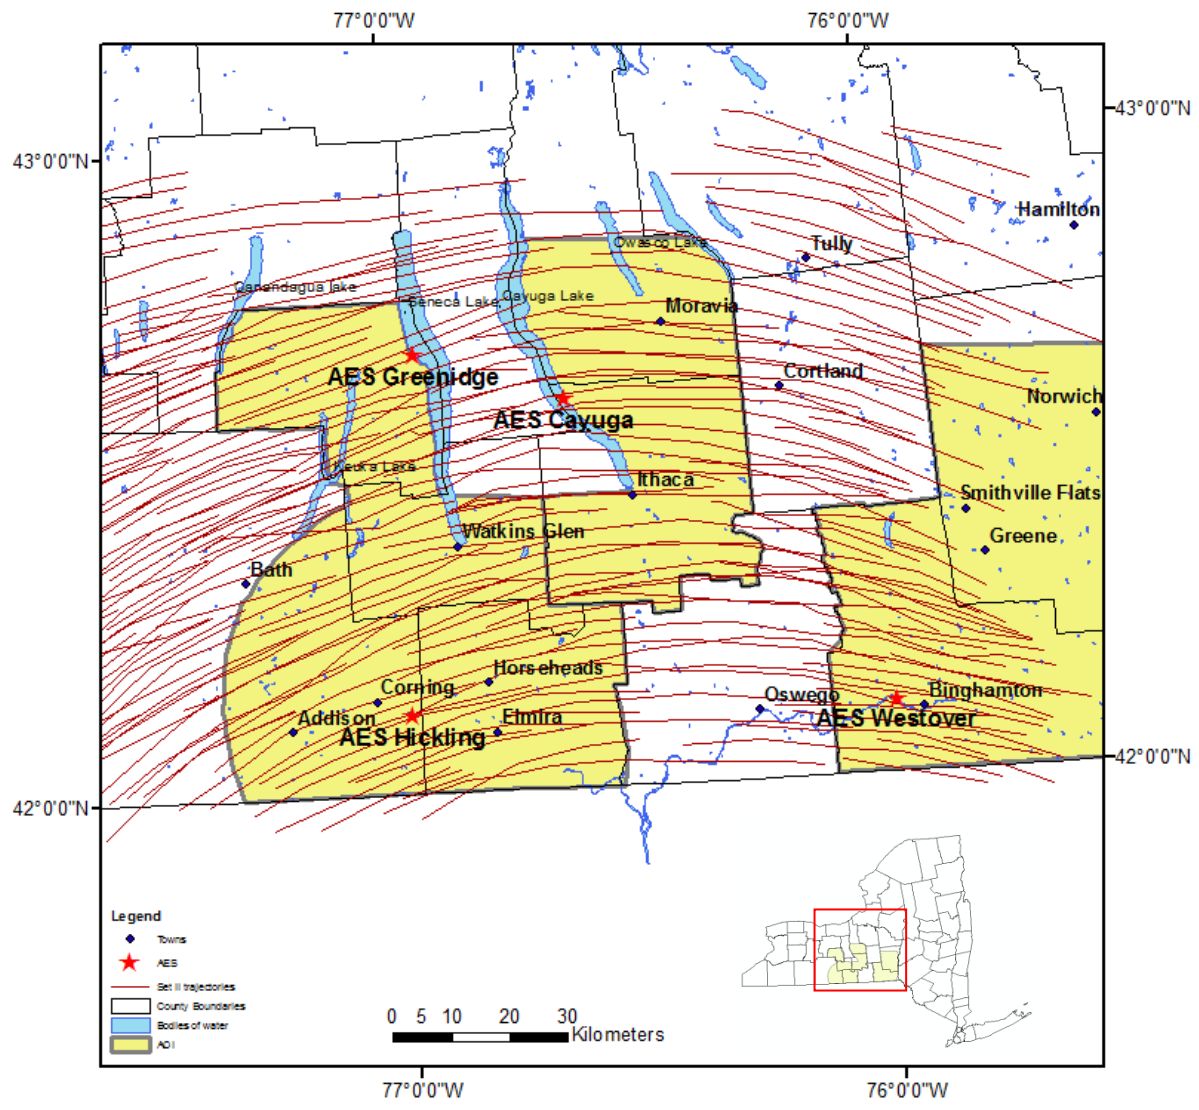 77°0'0"W
76°0'0"W
43°0'0"N
43°0'0"N
Hamilton
Tully
Owasco Lake
Canandagua lake
Seneca Lake
Cayuga Lake
Moravia
AES Greenidge
Cortland
Norwich
AES Cayuga
Keuka Lake
Ithaca
Smithville Flats
Watkins Glen
Greene
Bath
Horseheads
Corning
Oswego
Binghamton
Addison
Elmira
AES Westover
AES Hickling
42°0'0"N
42°0'0"N
Legend
Towns
AES
Set II trajectories
County Boundaries
Bodies of water
AOI
0 5 10 20 30
Kilometers
77°0'0"W
76°0'0"W